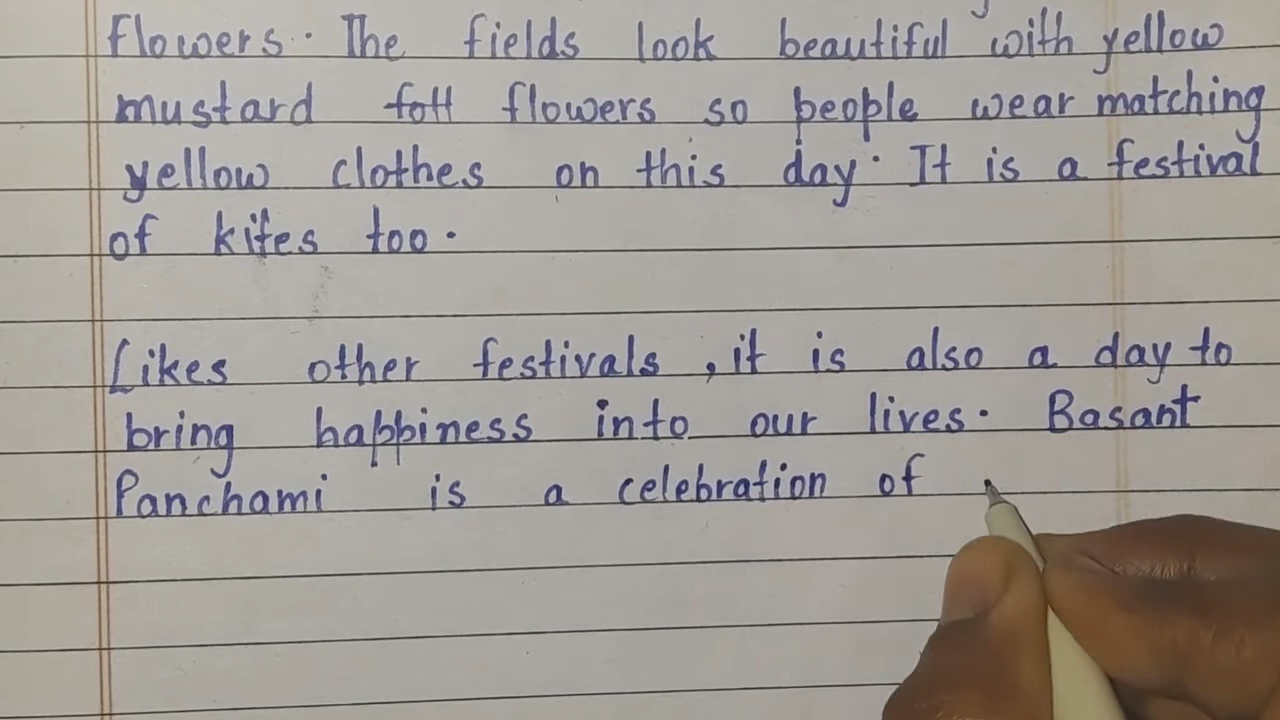 flowers. The fields look beautiful with yellow
mustard fott flowers so people wear matching
yellow clothes on this day. It is a festival
of kites too.
Likes other festivals, it is also a day to
bring happiness into our lives. Basant
Panchami is a celebration of